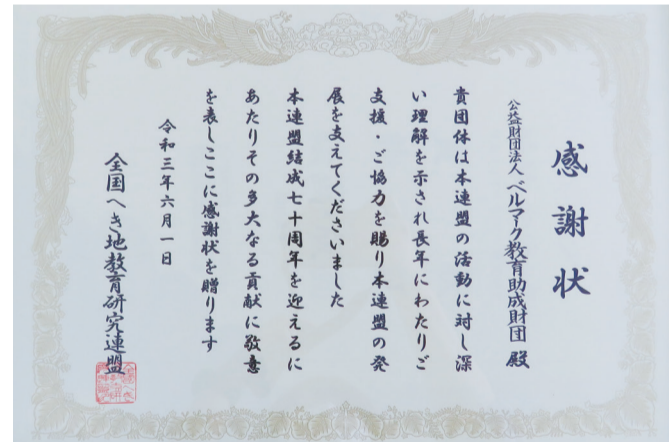 感謝状
公益財団法人 ベルマーク教育助成財団 殿
貴団体は本連盟の活動に対し深
い理解を示され長年にわたりご
支援・ご協力を賜り本連盟の発
展を支えてくださいました
本連盟結成七十周年を迎えるに
あたりその多大なる貢献に敬意
を表しここに感謝状を贈ります
令和三年六月一日
全国へき地教育研究連盟